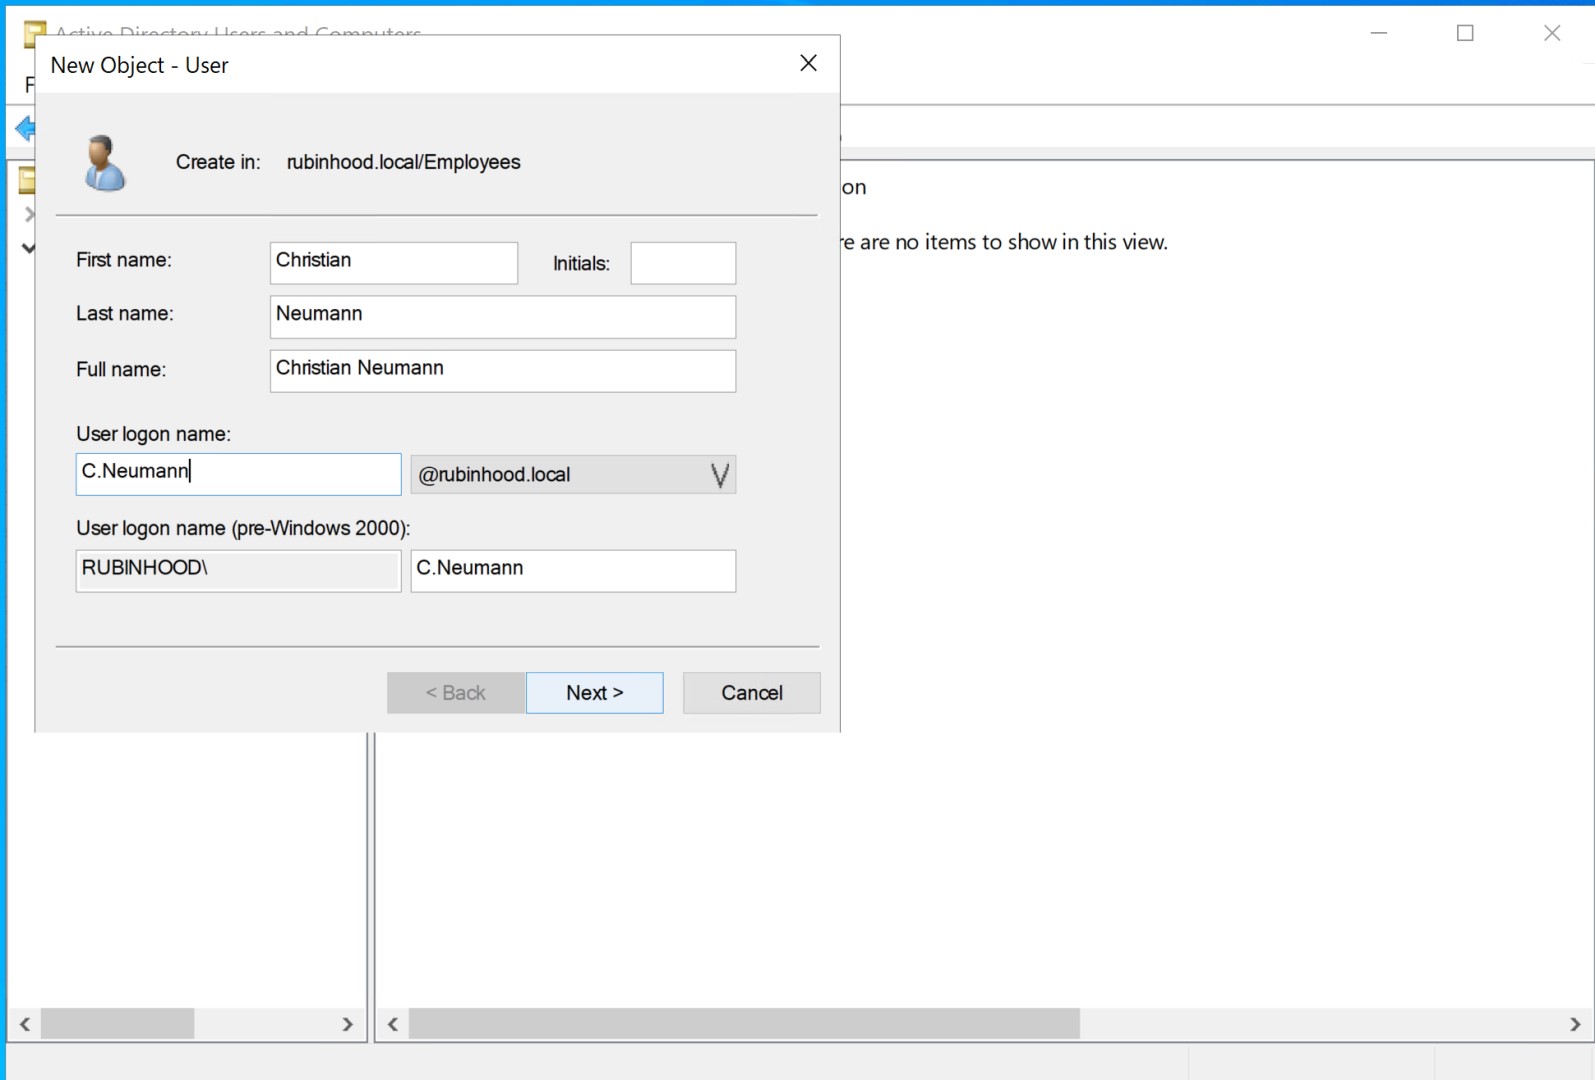 Active Directory Users and Computers
New Object - User
F
Create in: rubinhood.local/Employees
on
re are no items to show in this view.
First name: Christian Initials:
Last name: Neumann
Full name: Christian Neumann
User logon name:
C.Neumann @rubinhood.local
User logon name (pre-Windows 2000):
RUBINHOOD\ C.Neumann
< Back Next > Cancel